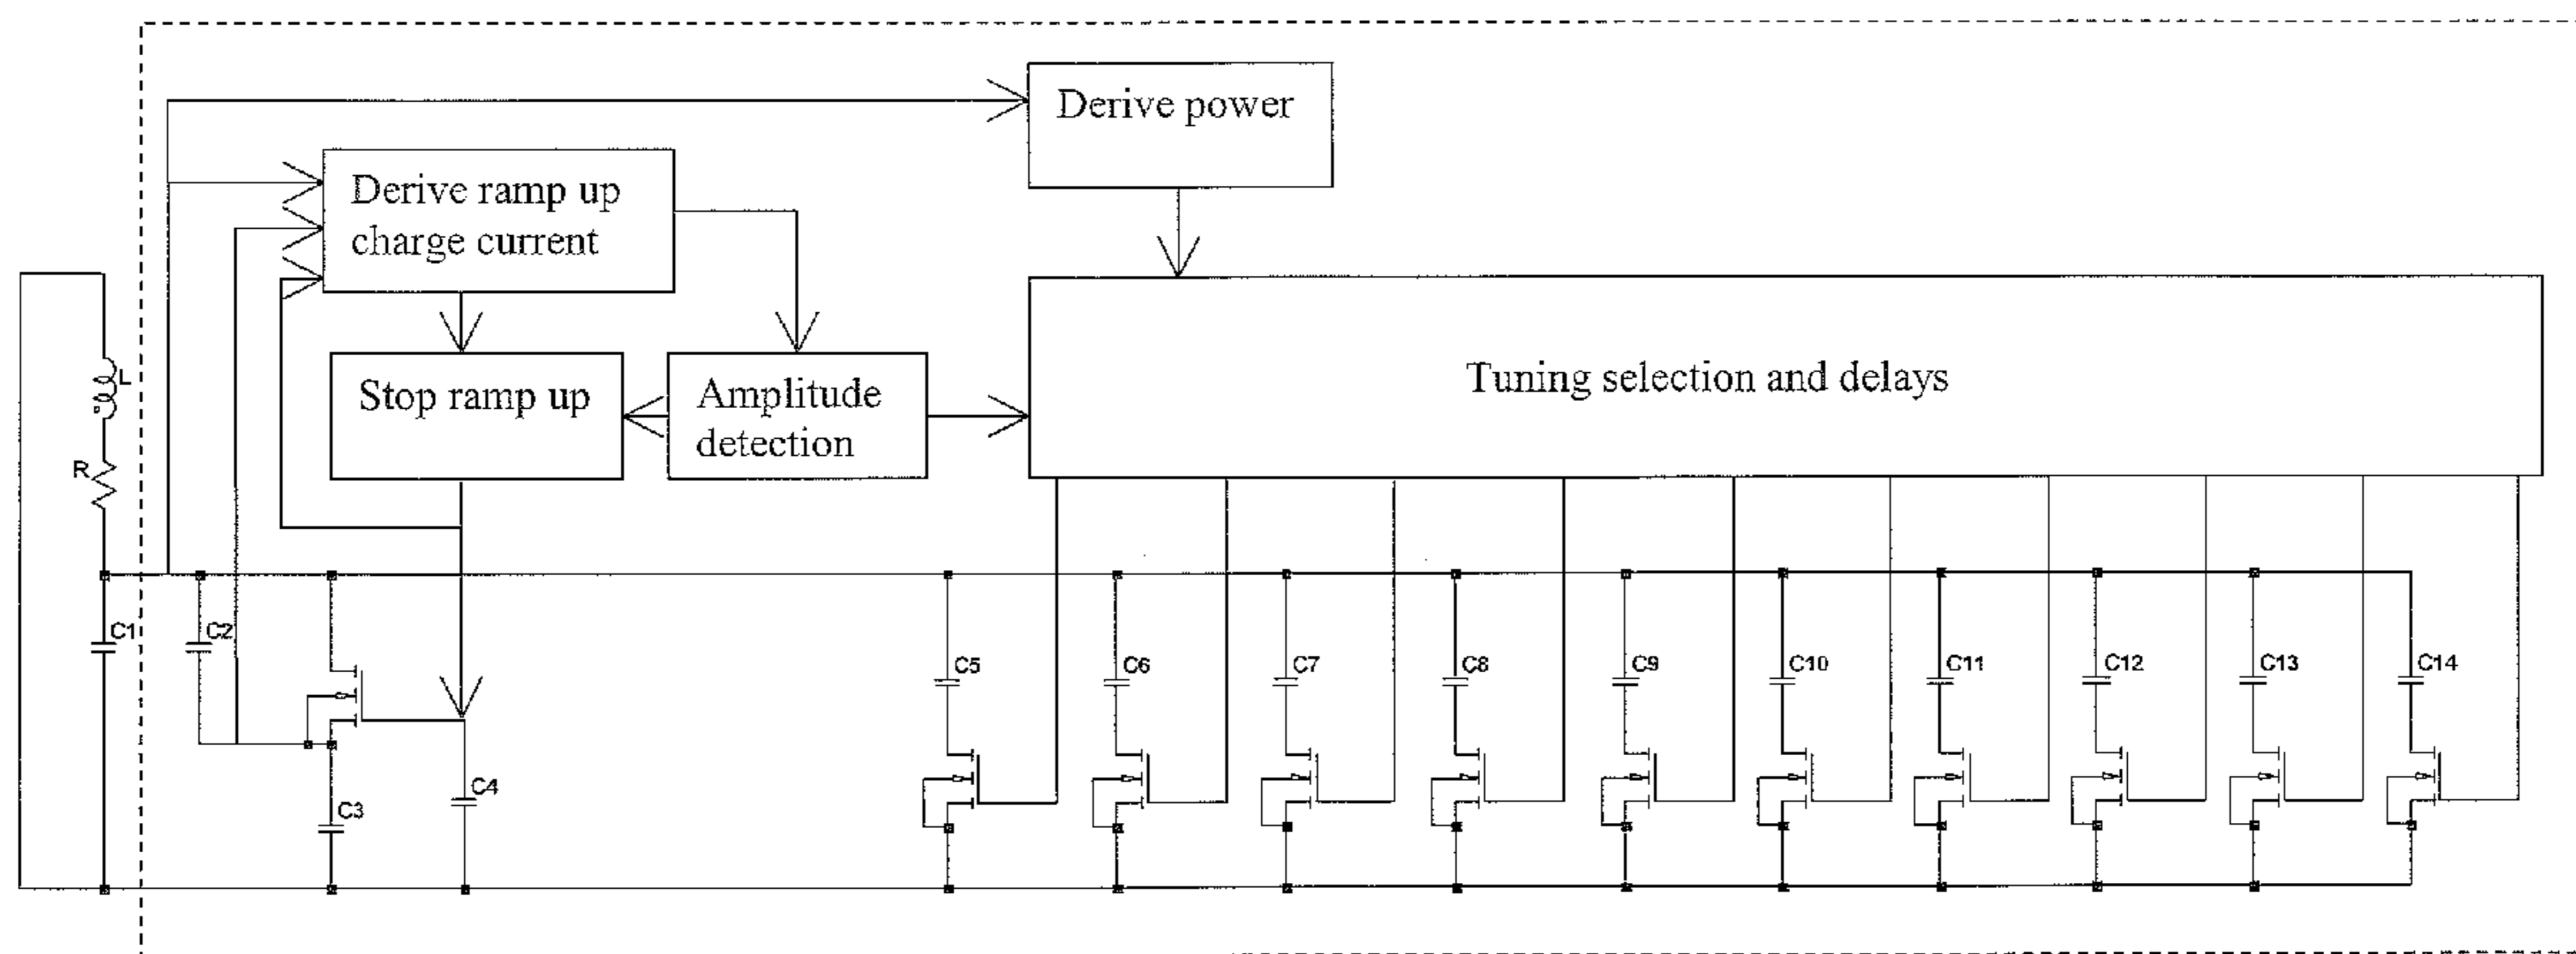 Derive power
Derive ramp up
charge current
Stop ramp up
Amplitude
detection
Tuning selection and delays
L
R
C1
C2
C3
C4
C5
C6
C7
C8
C9
C10
C11
C12
C13
C14